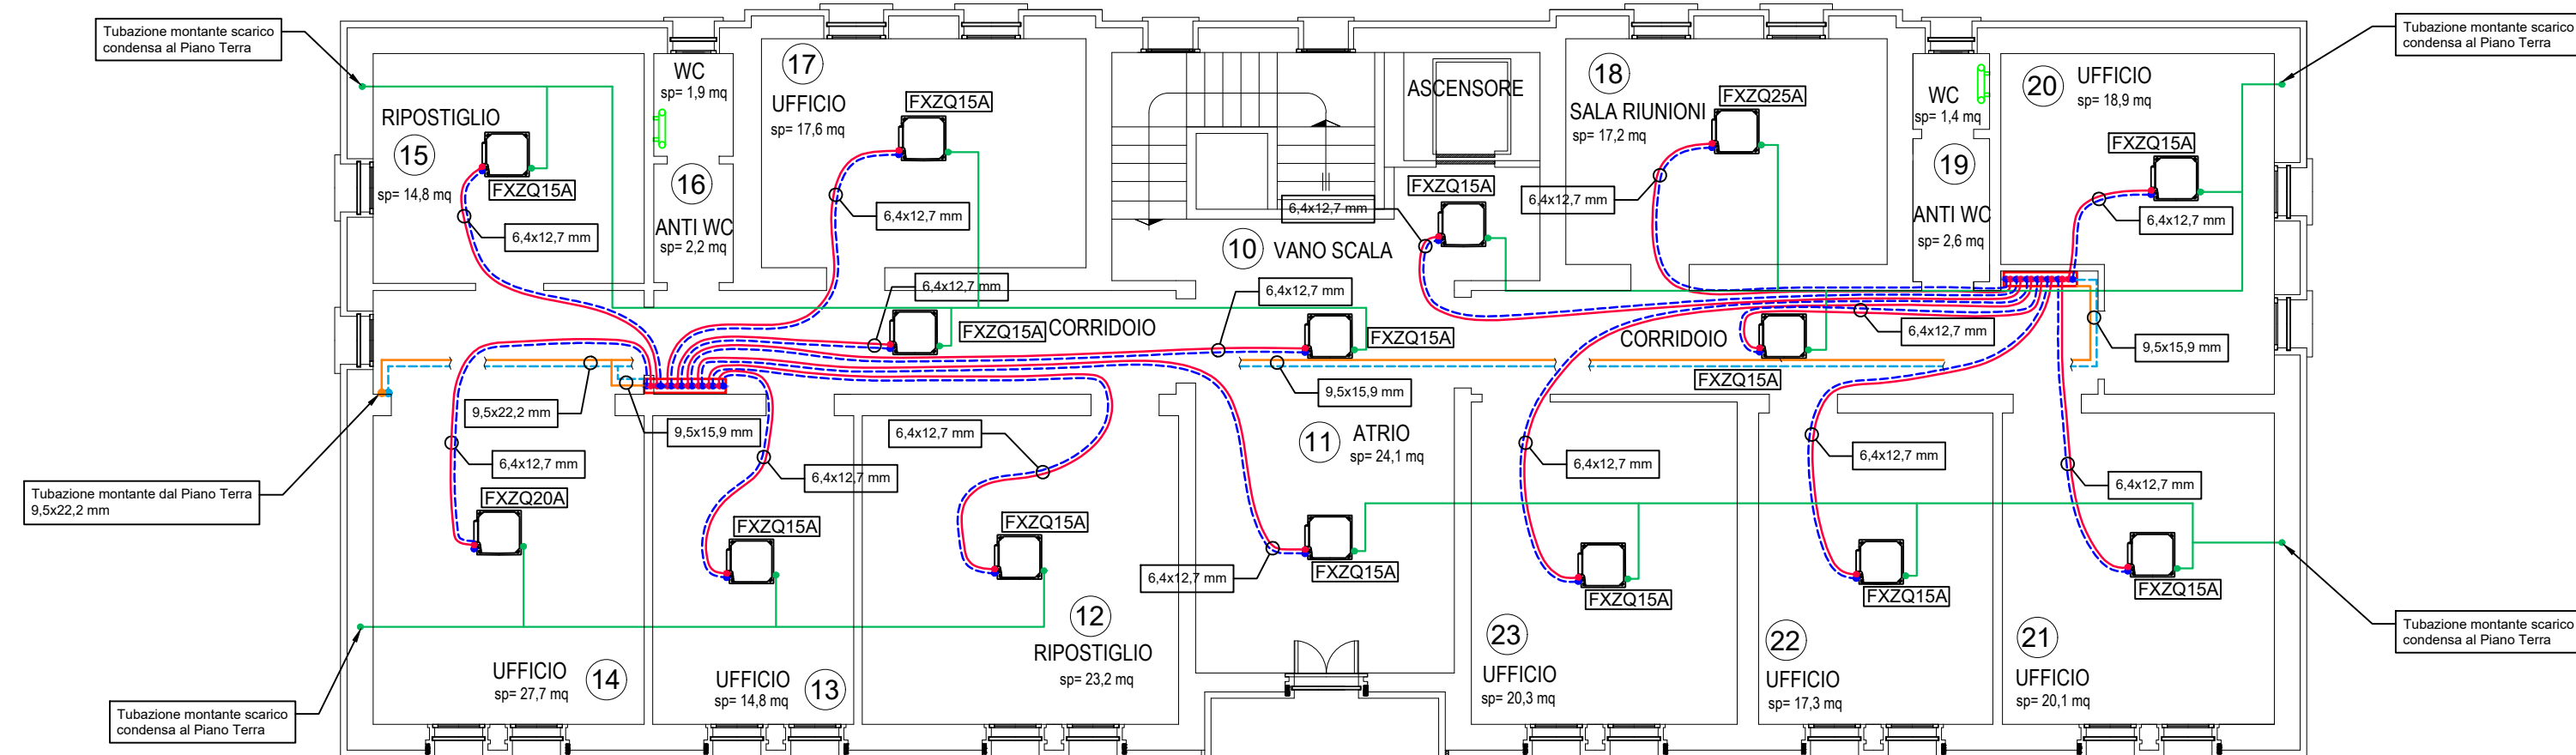 Tubazione montante scarico
condensa al Piano Terra
Tubazione montante scarico
condensa al Piano Terra
WC
sp= 1,9 mq
17
UFFICIO
sp= 17,6 mq
FXZQ15A
ASCENSORE
18
SALA RIUNIONI
sp= 17,2 mq
FXZQ25A
WC
sp= 1,4 mq
20
UFFICIO
sp= 18,9 mq
RIPOSTIGLIO
15
sp= 14,8 mq
FXZQ15A
16
ANTI WC
sp= 2,2 mq
6,4x12,7 mm
6,4x12,7 mm
FXZQ15A
6,4x12,7 mm
6,4x12,7 mm
19
ANTI WC
sp= 2,6 mq
FXZQ15A
6,4x12,7 mm
10
VANO SCALA
6,4x12,7 mm
6,4x12,7 mm
FXZQ15A
CORRIDOIO
FXZQ15A
CORRIDOIO
6,4x12,7 mm
9,5x15,9 mm
FXZQ15A
9,5x22,2 mm
9,5x15,9 mm
9,5x15,9 mm
6,4x12,7 mm
6,4x12,7 mm
6,4x12,7 mm
11
ATRIO
sp= 24,1 mq
6,4x12,7 mm
6,4x12,7 mm
6,4x12,7 mm
Tubazione montante dal Piano Terra
9,5x22,2 mm
FXZQ20A
FXZQ15A
FXZQ15A
6,4x12,7 mm
FXZQ15A
FXZQ15A
FXZQ15A
FXZQ15A
12
RIPOSTIGLIO
sp= 23,2 mq
UFFICIO
sp= 27,7 mq
14
UFFICIO
sp= 14,8 mq
13
23
UFFICIO
sp= 20,3 mq
22
UFFICIO
sp= 17,3 mq
21
UFFICIO
sp= 20,1 mq
Tubazione montante scarico
condensa al Piano Terra
Tubazione montante scarico
condensa al Piano Terra